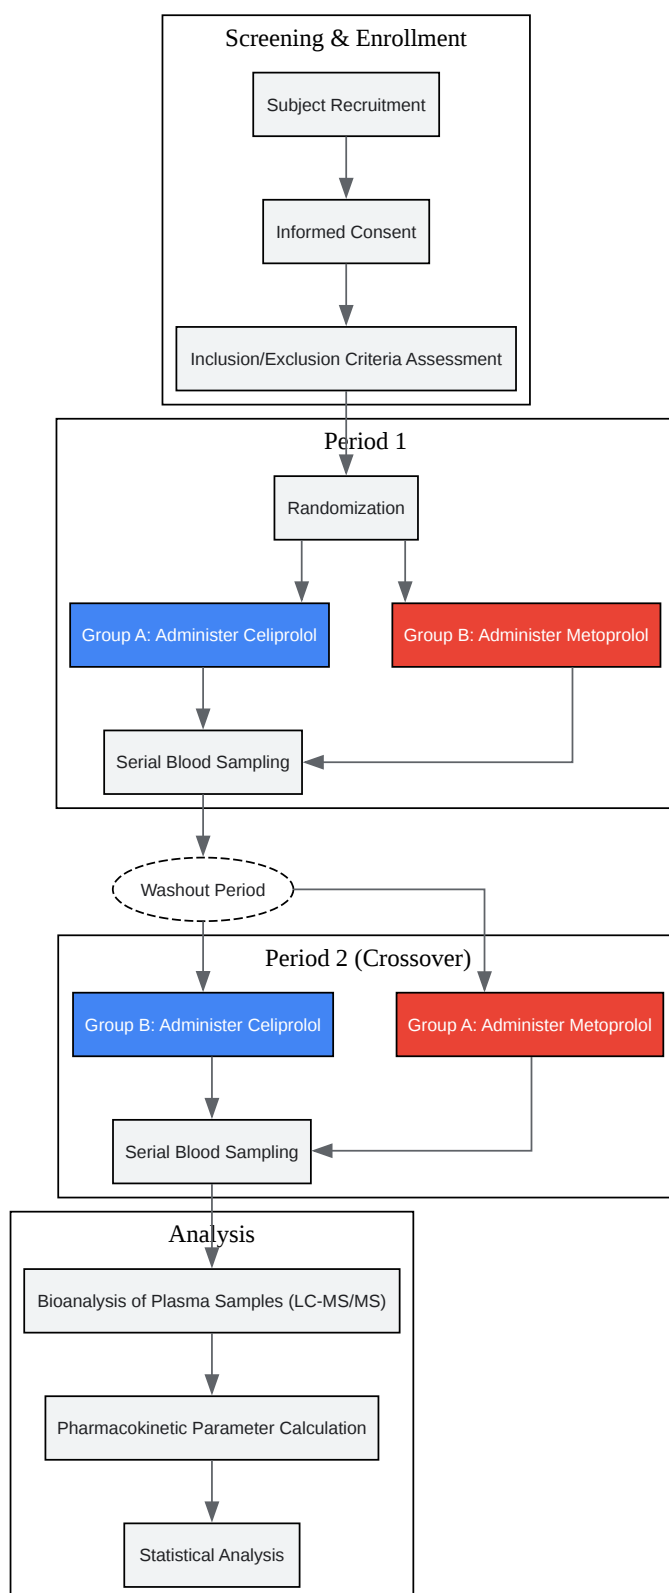 Screening & Enrollment
Subject Recruitment
Informed Consent
Inclusion/Exclusion Criteria Assessment
Period 1
Randomization
Group A: Administer Celiprolol
Group B: Administer Metoprolol
Serial Blood Sampling
Washout Period
Period 2 (Crossover)
Group B: Administer Celiprolol
Group A: Administer Metoprolol
Serial Blood Sampling
Analysis
Bioanalysis of Plasma Samples (LC-MS/MS)
Pharmacokinetic Parameter Calculation
Statistical Analysis